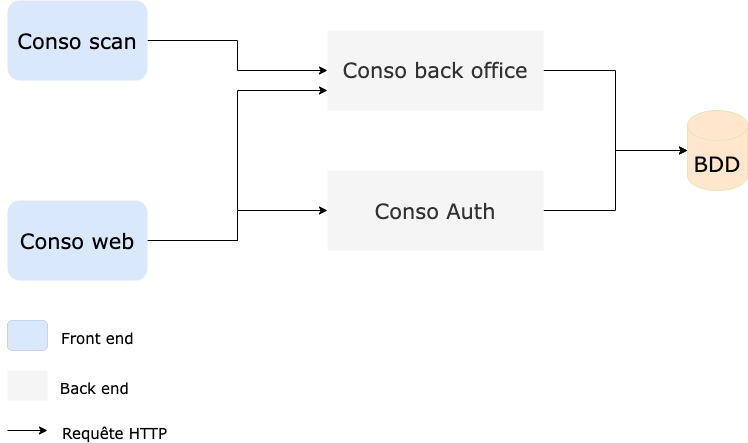 Conso scan
Conso back office
BDD
Conso Auth
Conso web
Front end
Back end
Requête HTTP